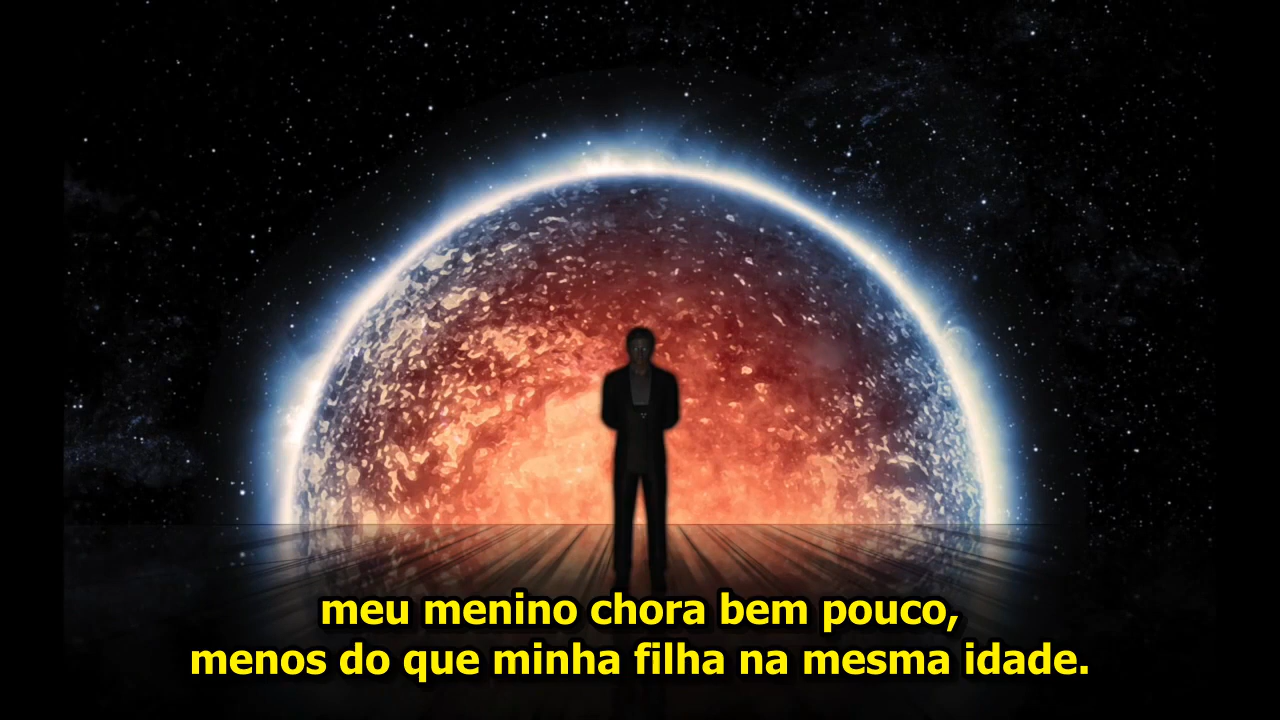 meu menino chora bem pouco,
menos do que minha filha na mesma idade.